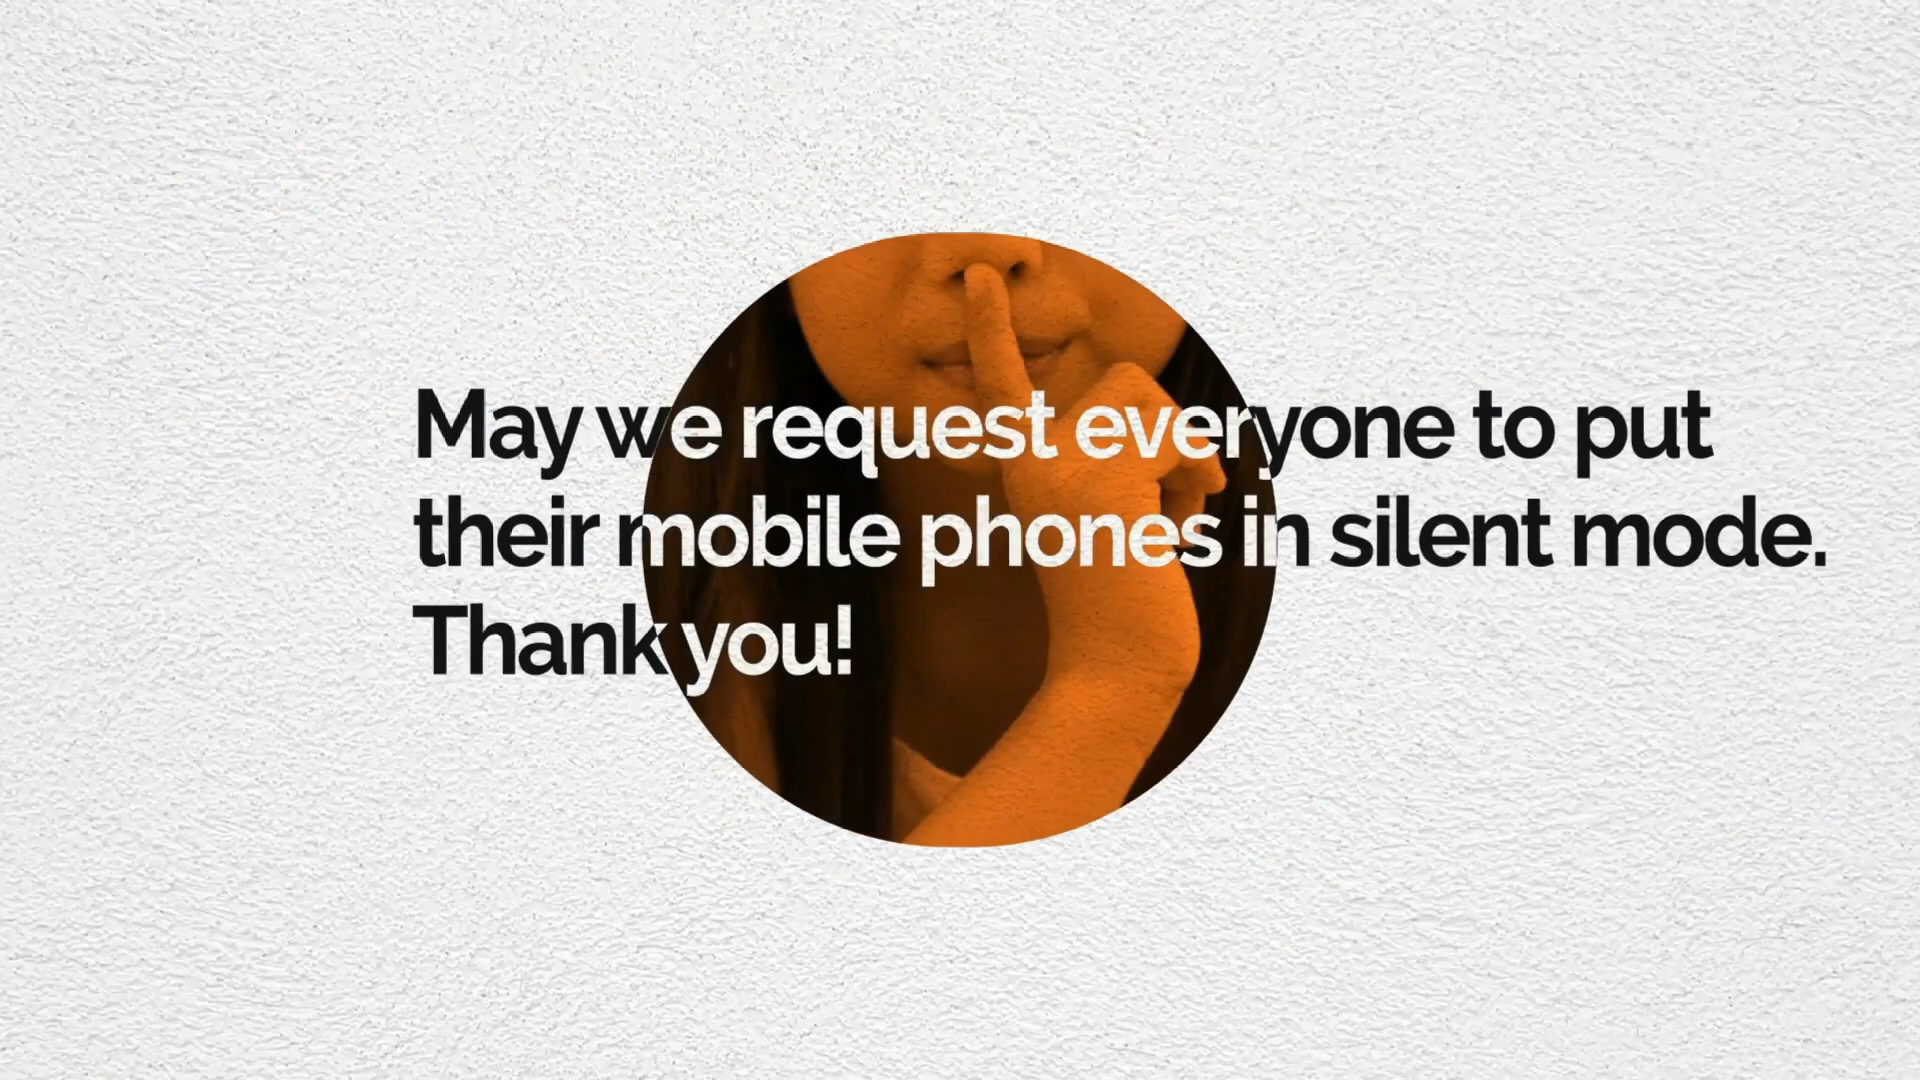 May we request everyone to put
their mobile phones in silent mode.
Thank you!